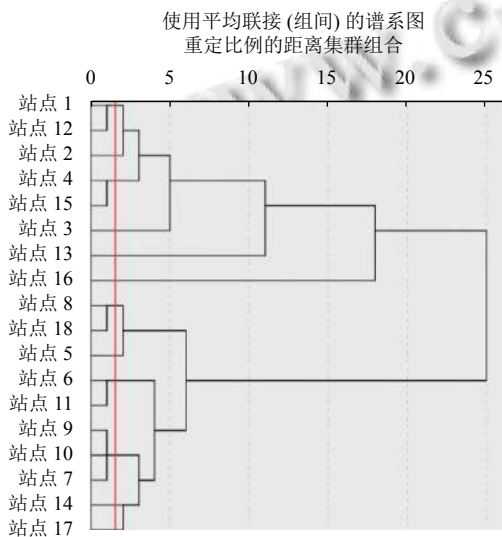 使用平均联接 (组间) 的谱系图
重定比例的距离集群组合
0 5 10 15 20 25
站点 1
站点 12
站点 2
站点 4
站点 15
站点 3
站点 13
站点 16
站点 8
站点 18
站点 5
站点 6
站点 11
站点 9
站点 10
站点 7
站点 14
站点 17